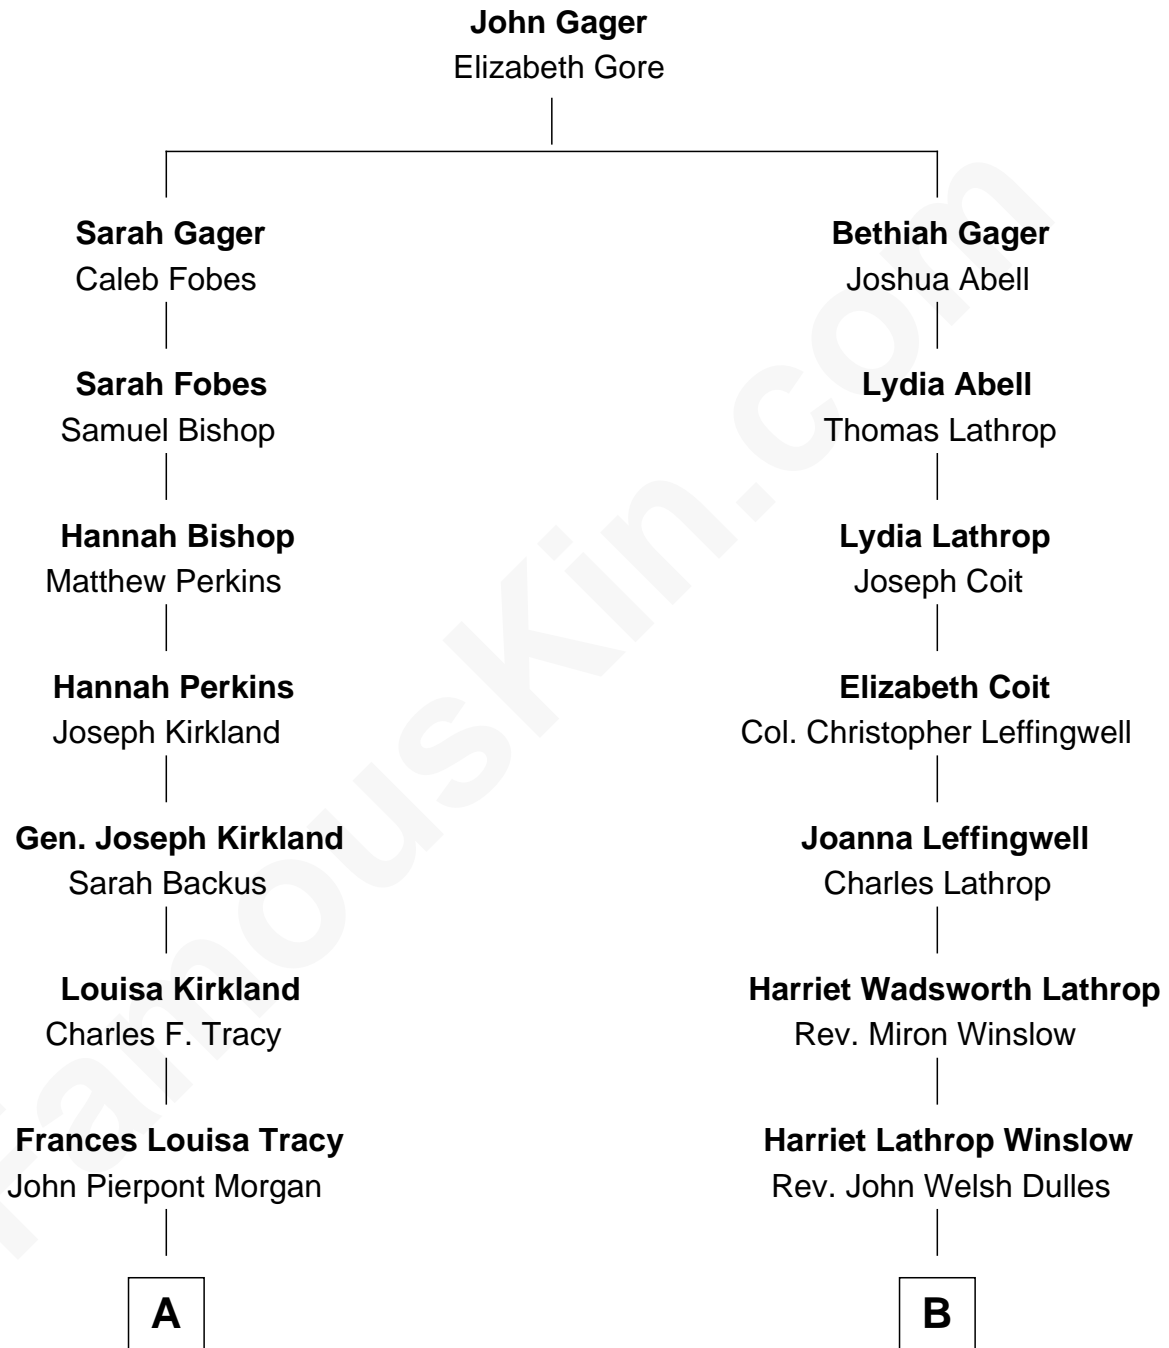 John Gager
Elizabeth Gore
Sarah Gager
Caleb Fobes
Bethiah Gager
Joshua Abell
Sarah Fobes
Samuel Bishop
Lydia Abell
Thomas Lathrop
Hannah Bishop
Matthew Perkins
Lydia Lathrop
Joseph Coit
Hannah Perkins
Joseph Kirkland
Elizabeth Coit
Col. Christopher Leffingwell
Gen. Joseph Kirkland
Sarah Backus
Joanna Leffingwell
Charles Lathrop
Louisa Kirkland
Charles F. Tracy
Harriet Wadsworth Lathrop
Rev. Miron Winslow
Frances Louisa Tracy
John Pierpont Morgan
Harriet Lathrop Winslow
Rev. John Welsh Dulles
A
B
FamousKin.com